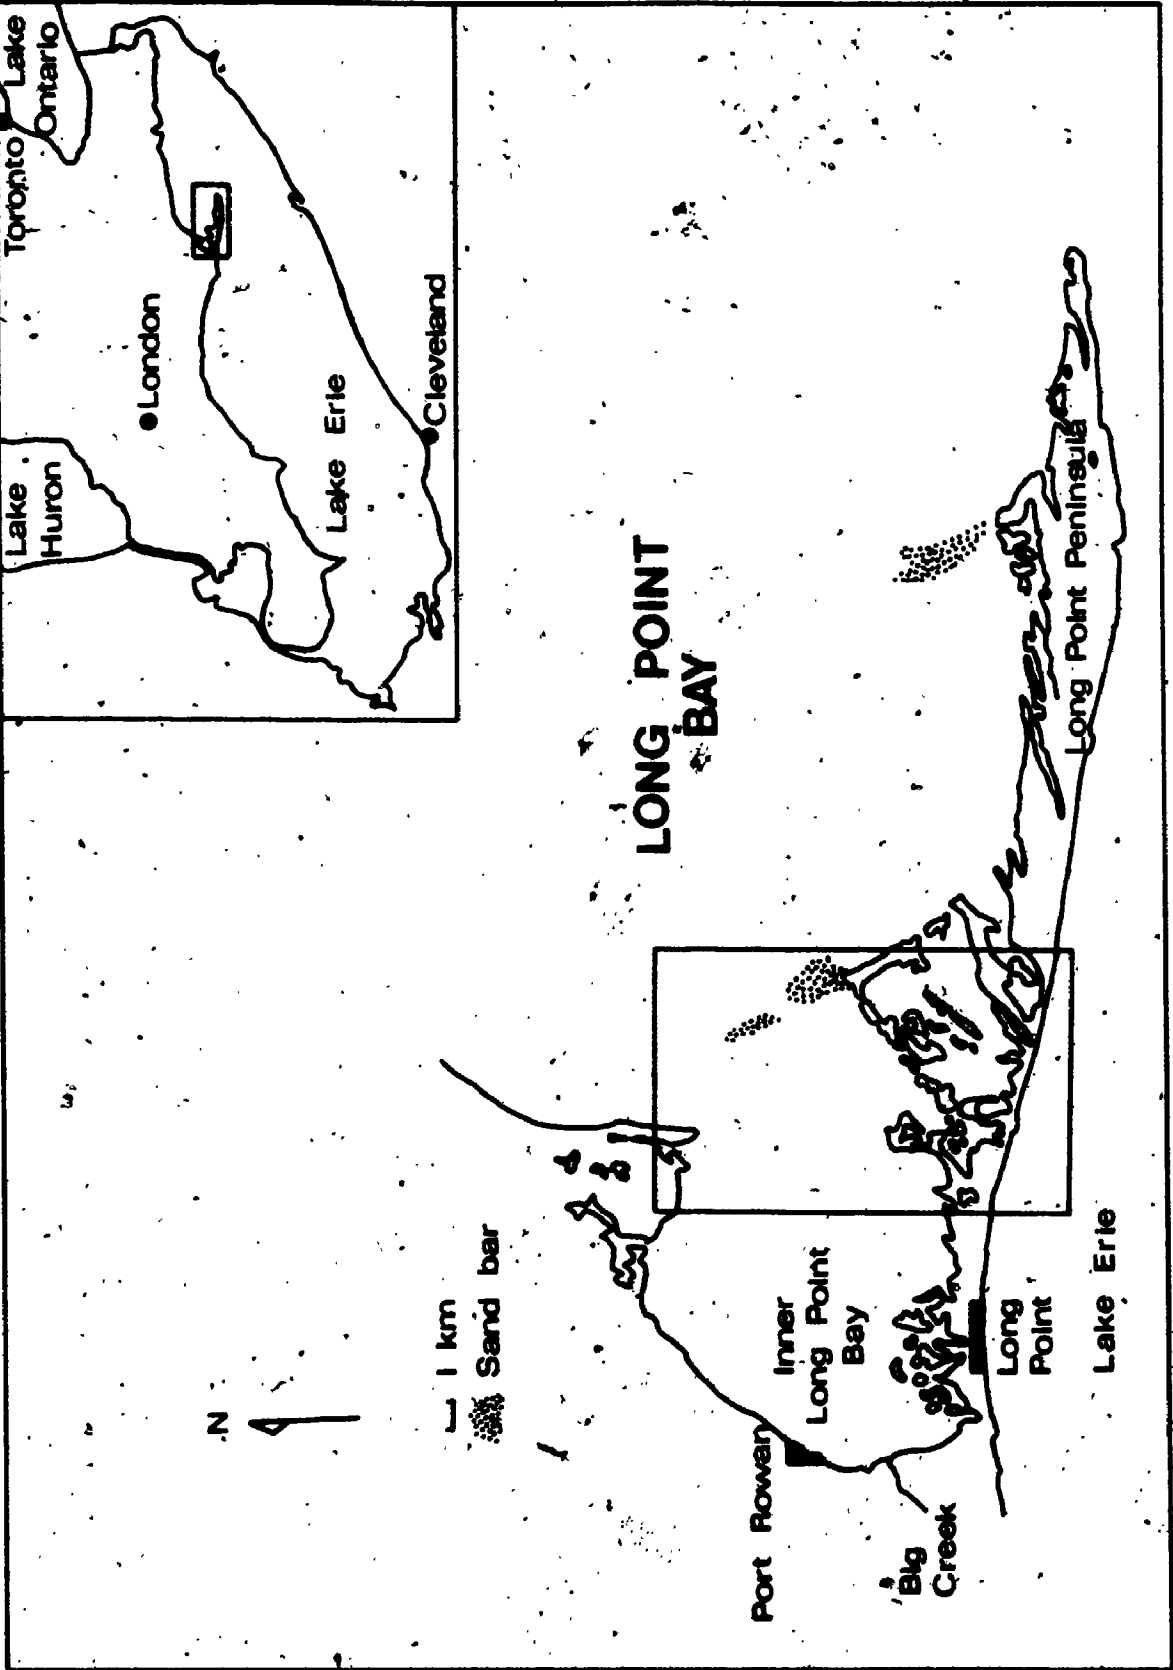 Toronto
Lake
Ontario
Lake
Huron
London
Lake Erie
Cleveland
N
1 km
Sand bar
LONG POINT
BAY
Port Rowan
Inner
Long Point
Bay
Big
Creek
Long
Point
Lake Erie
Long Point Peninsula